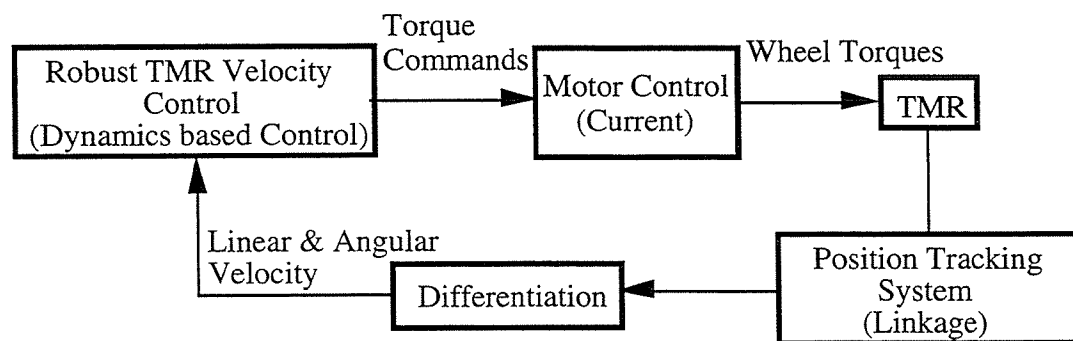 Robust TMR Velocity
Control
(Dynamics based Control)
Torque
Commands
Motor Control
(Current)
Wheel Torques
TMR
Position Tracking
System
(Linkage)
Differentiation
Linear & Angular
Velocity